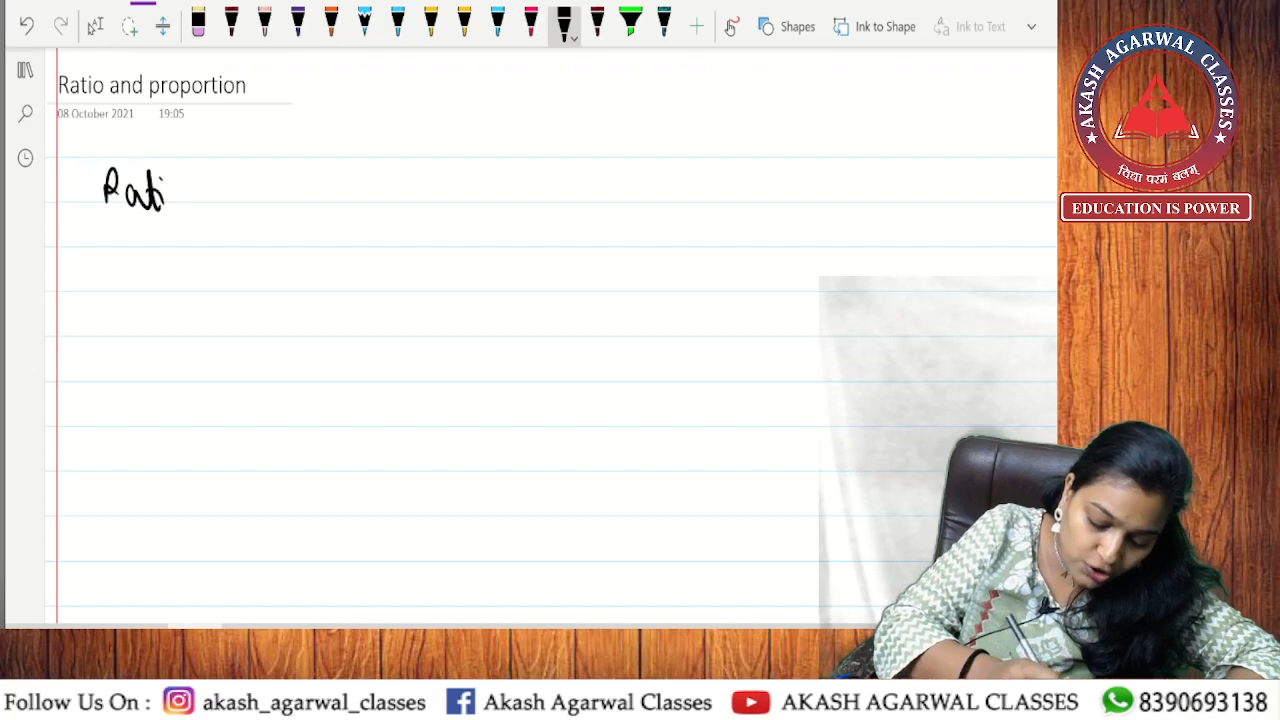 Shapes Ink to Shape Ink to Text
Ratio and proportion
08 October 2021 19:05
Rati
AKASH AGARWAL CLASSES
विद्या परमं बलम्
EDUCATION IS POWER
Follow Us On : akash_agarwal_classes Akash Agarwal Classes AKASH AGARWAL CLASSES 8390693138